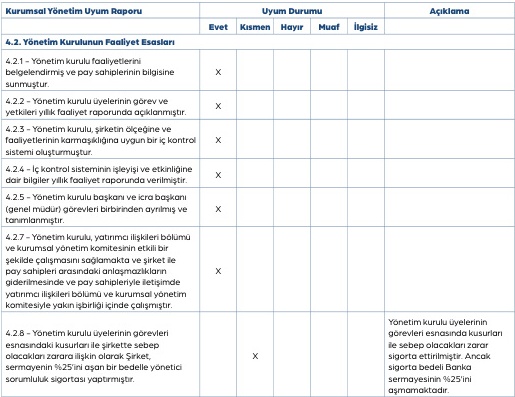 Kurumsal Yönetim Uyum Raporu Uyum Durumu Açıklama
Evet Kısmen Hayır Muaf İlgisiz
4.2. Yönetim Kurulunun Faaliyet Esasları
4.2.1 – Yönetim kurulu faaliyetlerini
belgelendirmiş ve pay sahiplerinin bilgisine
sunmuştur.
X
4.2.2 – Yönetim kurulu üyelerinin görev ve
yetkileri yıllık faaliyet raporunda açıklanmıştır.
X
4.2.3 – Yönetim kurulu, şirketin ölçeğine ve
faaliyetlerinin karmaşıklığına uygun bir iç kontrol
sistemi oluşturmuştur.
X
4.2.4 – İç kontrol sisteminin işleyişi ve etkinliğine
dair bilgiler yıllık faaliyet raporunda verilmiştir.
X
4.2.5 – Yönetim kurulu başkanı ve icra başkanı
(genel müdür) görevleri birbirinden ayrılmış ve
tanımlanmıştır.
X
4.2.7 – Yönetim kurulu, yatırımcı ilişkileri bölümü
ve kurumsal yönetim komitesinin etkili bir
şekilde çalışmasını sağlamakta ve şirket ile
pay sahipleri arasındaki anlaşmazlıkların
giderilmesinde ve pay sahipleriyle iletişimde
yatırımcı ilişkileri bölümü ve kurumsal yönetim
komitesiyle yakın işbirliği içinde çalışmıştır.
X
4.2.8 – Yönetim kurulu üyelerinin görevleri
esnasındaki kusurları ile şirkette sebep
olacakları zarara ilişkin olarak Şirket,
sermayenin %25'ini aşan bir bedelle yönetici
sorumluluk sigortası yaptırmıştır.
X
Yönetim kurulu üyelerinin
görevleri esnasında kusurları
ile sebep olacakları zarar
sigorta ettirilmiştir. Ancak
sigorta bedeli Banka
sermayesinin %25'ini
aşmamaktadır.